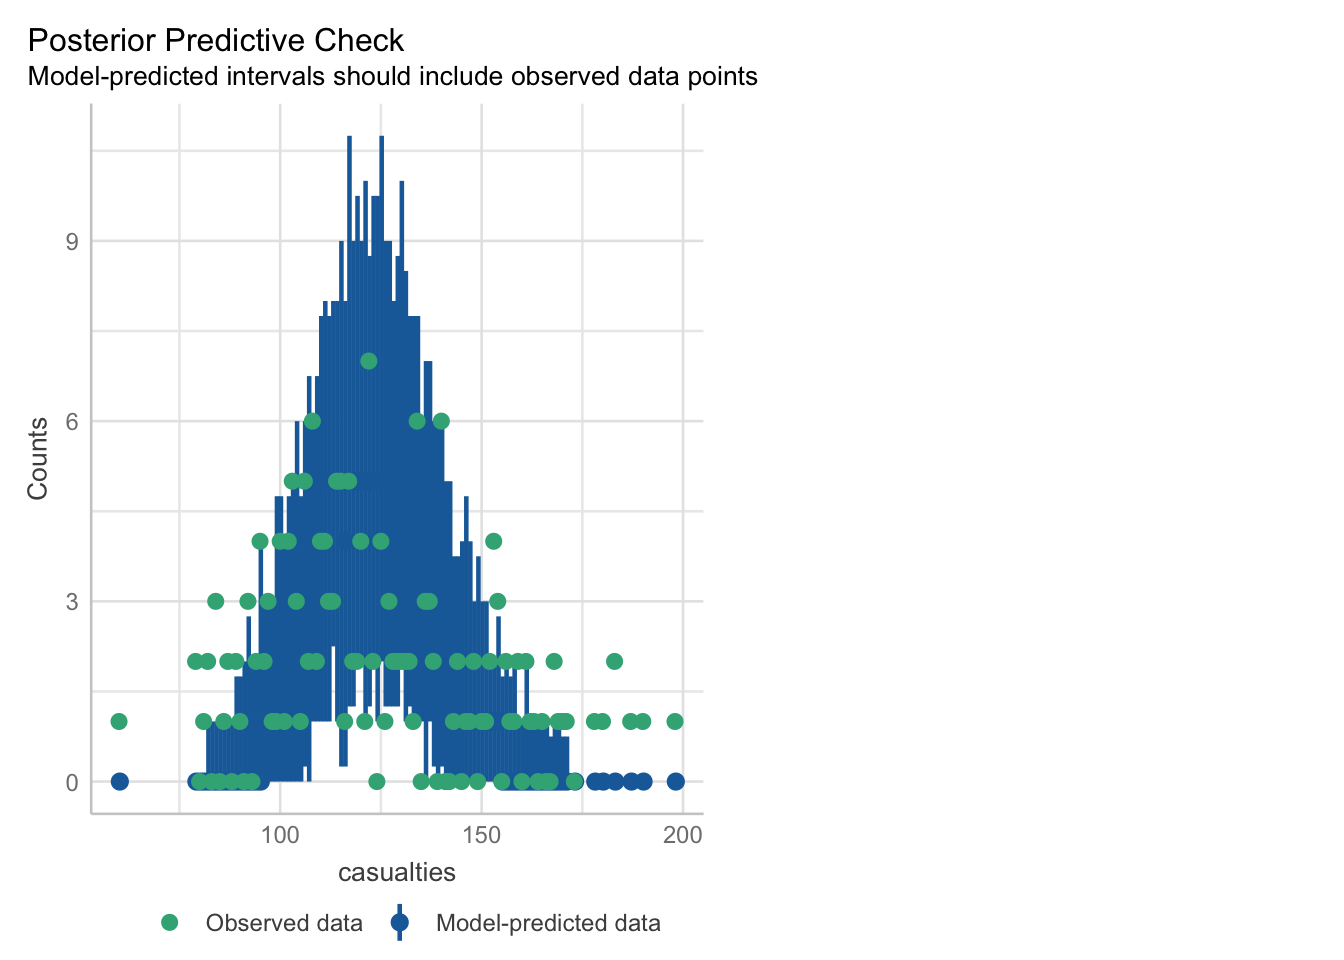 Posterior Predictive Check
Model-predicted intervals should include observed data points
Counts
9
6
3
0
100 150 200
casualties
Observed data Model-predicted data